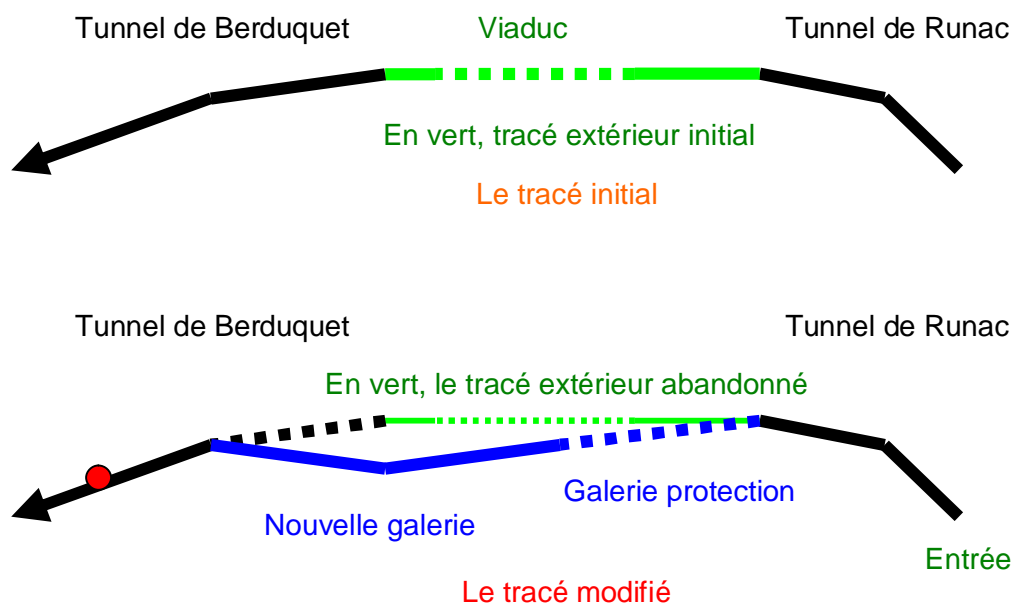 Tunnel de Berduquet
Viaduc
Tunnel de Runac
En vert, tracé extérieur initial
Le tracé initial
Tunnel de Berduquet
Tunnel de Runac
En vert, le tracé extérieur abandonné
Galerie protection
Nouvelle galerie
Entrée
Le tracé modifié